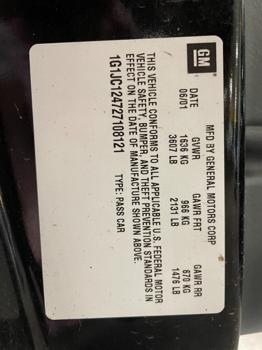 GM
MFD BY GENERAL MOTORS CORP
DATE GVWR GAWR FRT GAWR RR
06/01 1636 KG 966 KG 670 KG
3607 LB 2131 LB 1476 LB
THIS VEHICLE CONFORMS TO ALL APPLICABLE U.S. FEDERAL MOTOR
VEHICLE SAFETY, BUMPER, AND THEFT PREVENTION STANDARDS IN
EFFECT ON THE DATE OF MANUFACTURE SHOWN ABOVE.
1G1JC124727108121 TYPE: PASS CAR